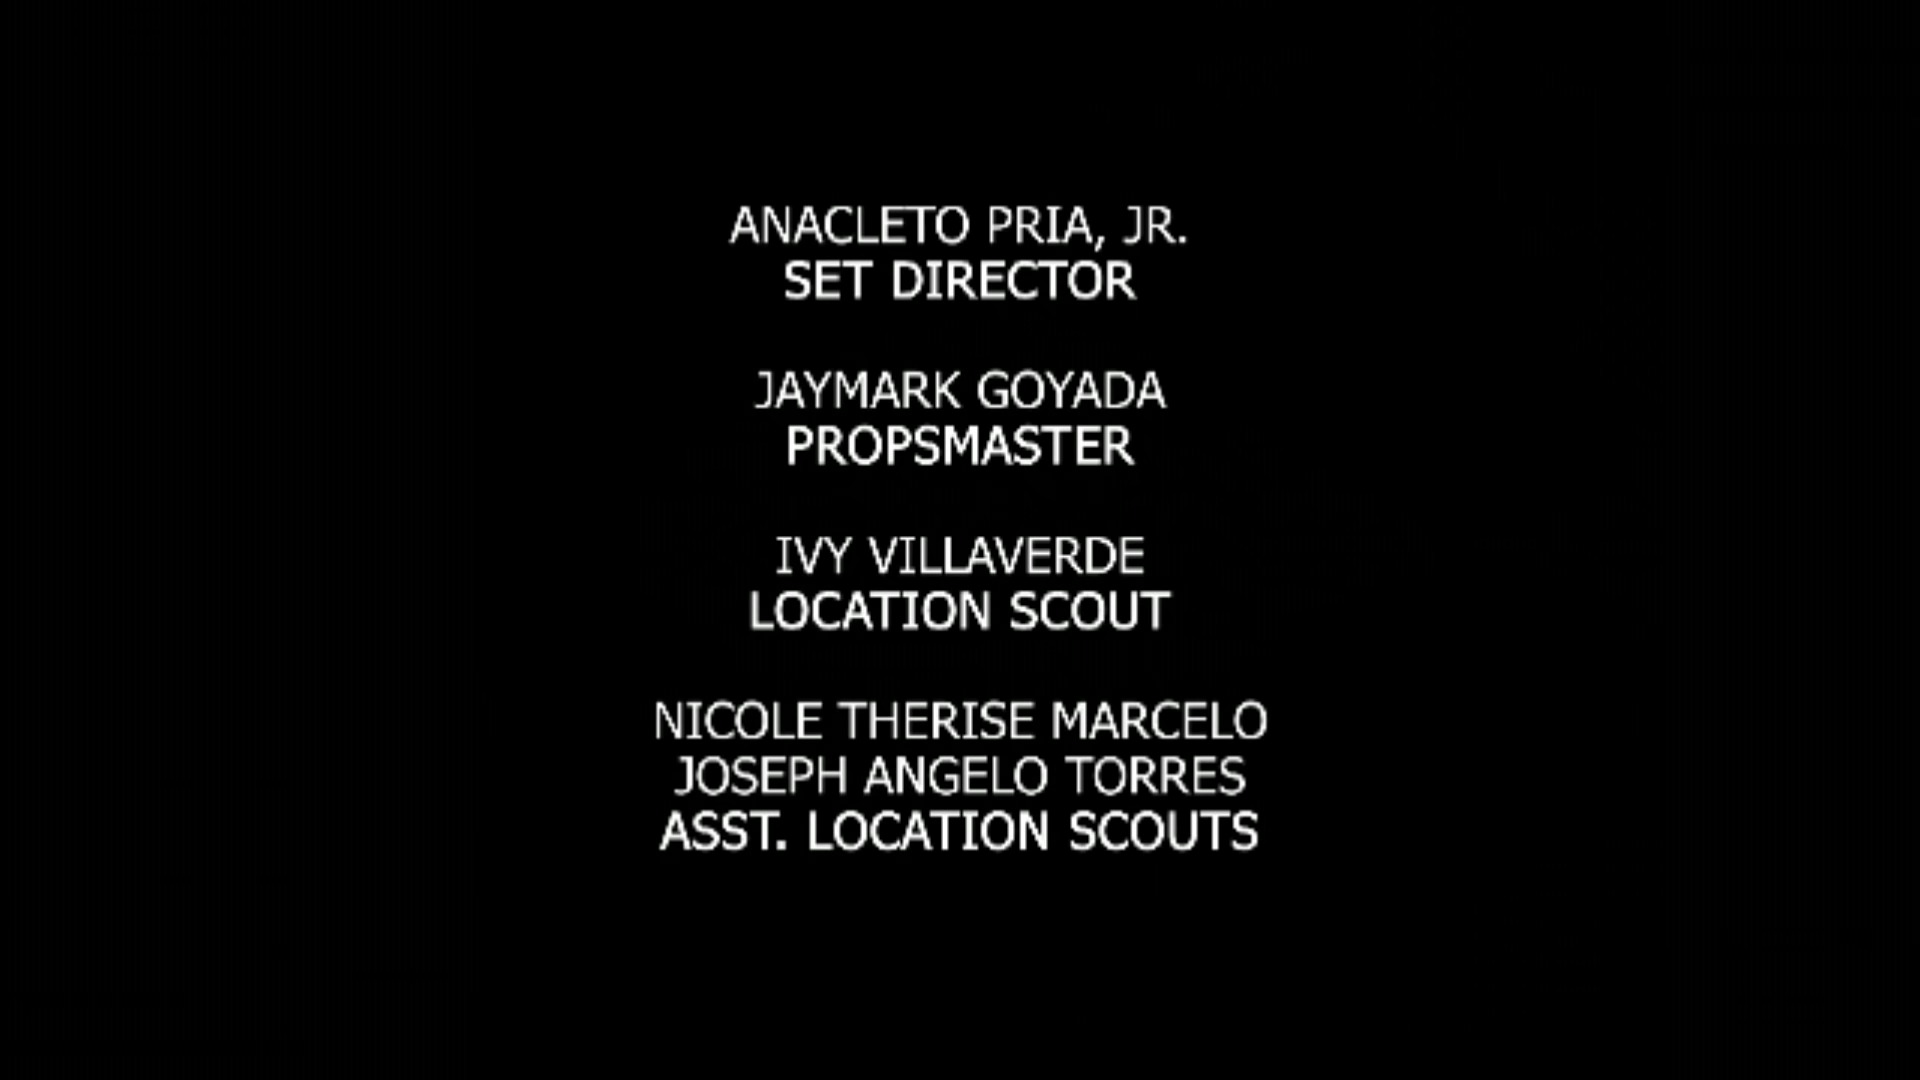 ANACLETO PRIA, JR.
SET DIRECTOR
JAYMARK GOYADA
PROPSMASTER
IVY VILLAVERDE
LOCATION SCOUT
NICOLE THERISE MARCELO
JOSEPH ANGELO TORRES
ASST. LOCATION SCOUTS